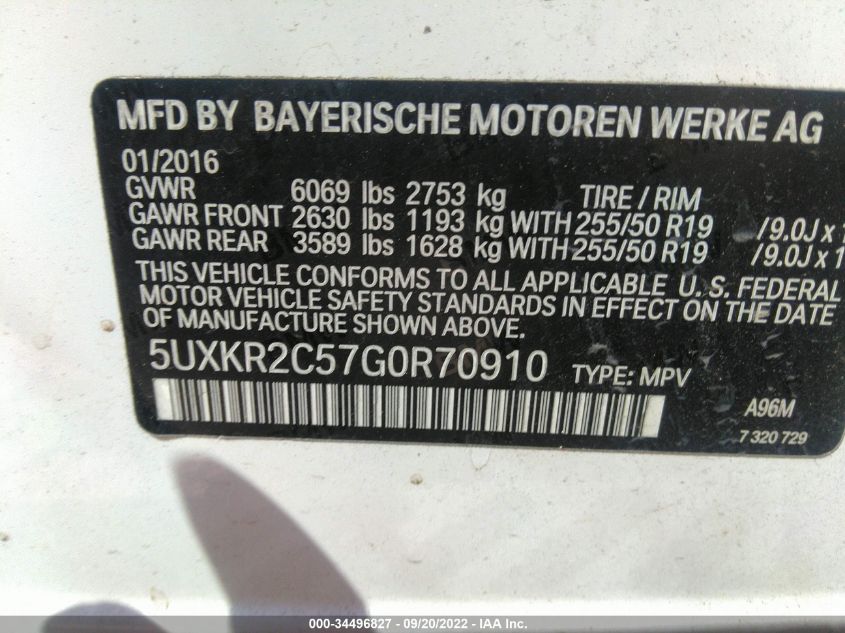 MFD BY BAYERISCHE MOTOREN WERKE AG
01/2016
GVWR 6069 lbs 2753 kg TIRE / RIM
GAWR FRONT 2630 lbs 1193 kg WITH 255/50 R19 /9.0J x
GAWR REAR 3589 lbs 1628 kg WITH 255/50 R19 /9.0J x 1
THIS VEHICLE CONFORMS TO ALL APPLICABLE U. S. FEDERAL
MOTOR VEHICLE SAFETY STANDARDS IN EFFECT ON THE DATE
OF MANUFACTURE SHOWN ABOVE.
5UXKR2C57G0R70910 TYPE: MPV
A96M
7 320 729
000-34496827 - 09/20/2022 - IAA Inc.